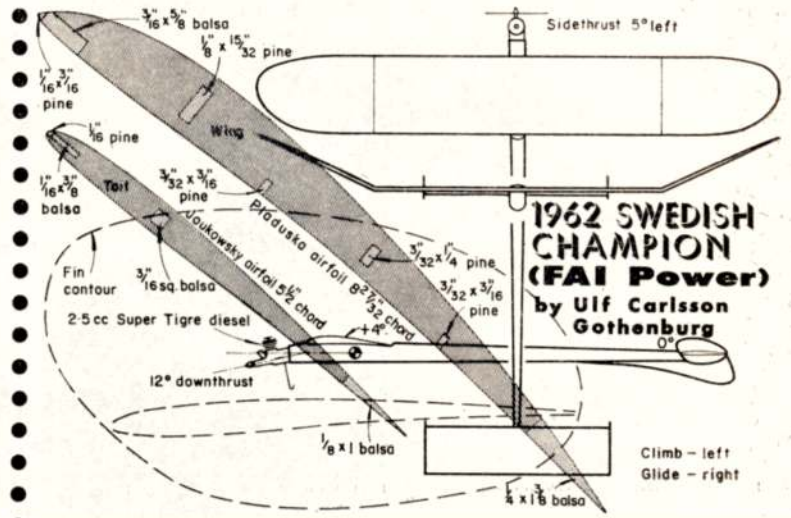 3/16" x 5/8" balsa
1/8" x 15/32" pine
1/16" x 3/16"
pine
Sidethrust 5° left
1/16" pine
Wing
1/16" x 3/8"
balsa
Tail
3/32" x 3/16"
pine
Joukowsky airfoil 5 1/2" chord
Praduska airfoil 8 27/32" chord
3/32" x 1/4" pine
3/32" x 3/16"
pine
1962 SWEDISH
CHAMPION
(FAI Power)
by Ulf Carlsson
Gothenburg
Fin
contour
3/16" sq. balsa
2·5cc Super Tigre diesel
+4°
0°
12° downthrust
1/8 x 1 balsa
1/4 x 1 3/8" balsa
Climb - left
Glide - right